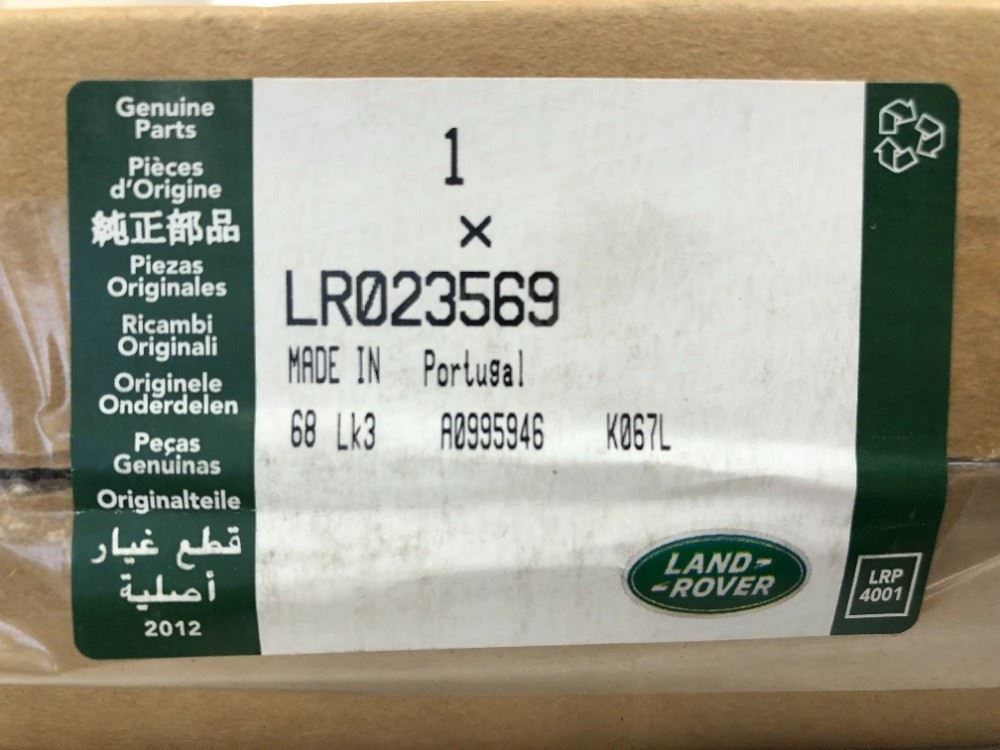 Genuine
Parts
Pièces
d'Origine
純正部品
Piezas
Originales
Ricambi
Originali
Originele
Onderdelen
Peças
Genuínas
Originalteile
قطع غيار
أصلية
2012
1
×
LR023569
MADE IN Portugal
68 Lk3 A0995946 K067L
LAND-
-ROVER
LRP
4001